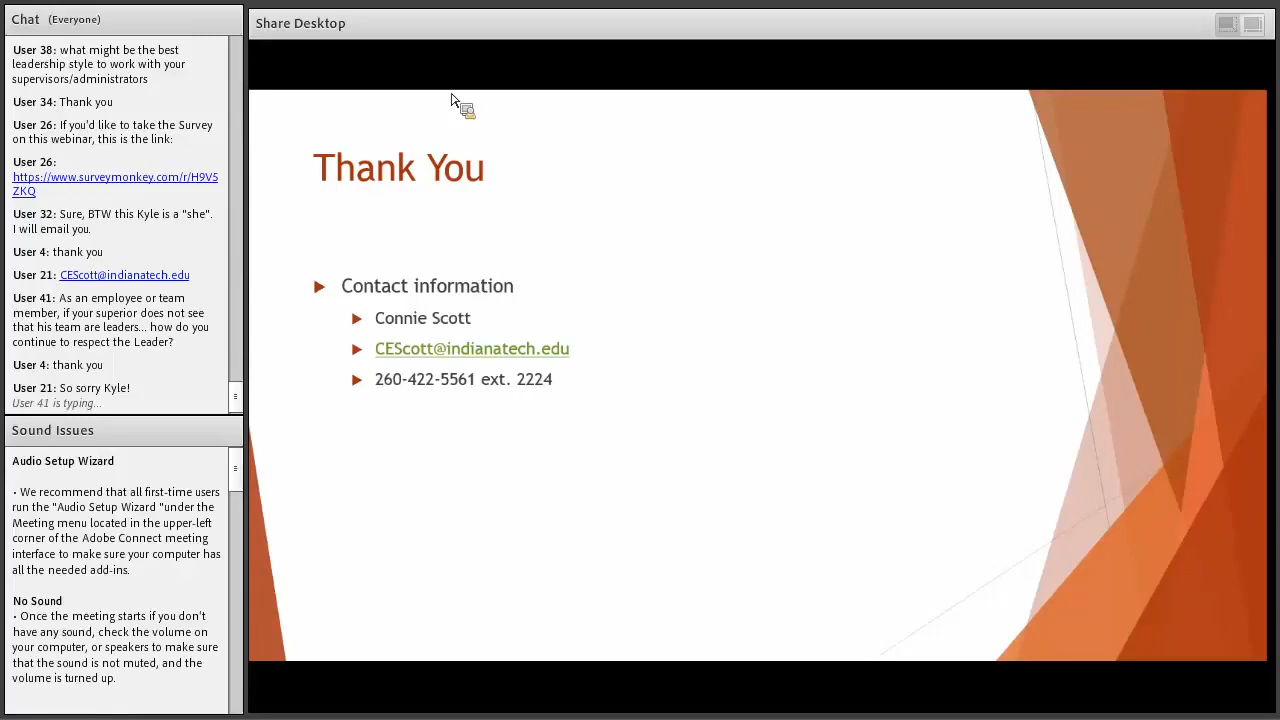 Chat (Everyone)
User 38: what might be the best
leadership style to work with your
supervisors/administrators
User 34: Thank you
User 26: If you'd like to take the Survey
on this webinar, this is the link:
User 26:
https://www.surveymonkey.com/r/H9V5
ZKQ
User 32: Sure, BTW this Kyle is a "she".
I will email you.
User 4: thank you
User 21: CEScott@indianatech.edu
User 41: As an employee or team
member, if your superior does not see
that his team are leaders... how do you
continue to respect the Leader?
User 4: thank you
User 21: So sorry Kyle!
User 41 is typing...
Sound Issues
Audio Setup Wizard
• We recommend that all first-time users
run the "Audio Setup Wizard "under the
Meeting menu located in the upper-left
corner of the Adobe Connect meeting
interface to make sure your computer has
all the needed add-ins.
No Sound
• Once the meeting starts if you don't
have any sound, check the volume on
your computer, or speakers to make sure
that the sound is not muted, and the
volume is turned up.
Share Desktop
Thank You
Contact information
Connie Scott
CEScott@indianatech.edu
260-422-5561 ext. 2224